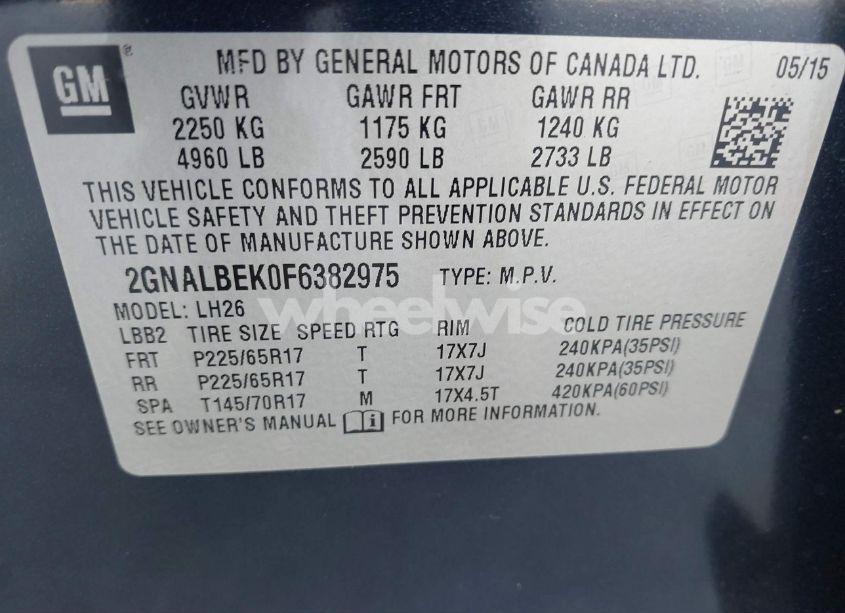 GM®
MFD BY GENERAL MOTORS OF CANADA LTD. 05/15
GVWR GAWR FRT GAWR RR
2250 KG 1175 KG 1240 KG
4960 LB 2590 LB 2733 LB
THIS VEHICLE CONFORMS TO ALL APPLICABLE U.S. FEDERAL MOTOR
VEHICLE SAFETY AND THEFT PREVENTION STANDARDS IN EFFECT ON
THE DATE OF MANUFACTURE SHOWN ABOVE.
2GNALBEK0F6382975 TYPE: M.P.V.
MODEL: LH26
wheelwise
LBB2 TIRE SIZE SPEED RTG RIM COLD TIRE PRESSURE
FRT P225/65R17 T 17X7J 240KPA(35PSI)
RR P225/65R17 T 17X7J 240KPA(35PSI)
SPA T145/70R17 M 17X4.5T 420KPA(60PSI)
SEE OWNER'S MANUAL i FOR MORE INFORMATION.